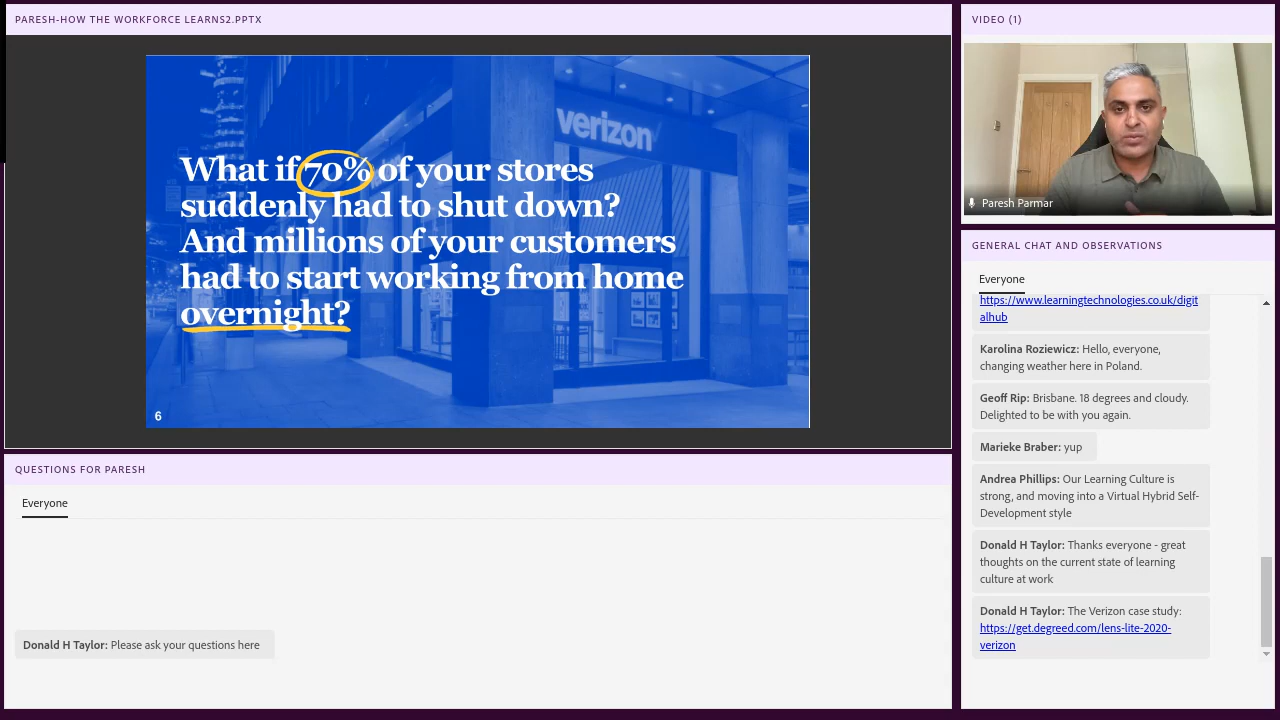 PARESH-HOW THE WORKFORCE LEARNS2.PPTX
verizon
What if 70% of your stores
suddenly had to shut down?
And millions of your customers
had to start working from home
overnight?
6
QUESTIONS FOR PARESH
Everyone
Donald H Taylor: Please ask your questions here
VIDEO (1)
Paresh Parmar
GENERAL CHAT AND OBSERVATIONS
Everyone
https://www.learningtechnologies.co.uk/digit
alhub
Karolina Roziewicz: Hello, everyone,
changing weather here in Poland.
Geoff Rip: Brisbane. 18 degrees and cloudy.
Delighted to be with you again.
Marieke Braber: yup
Andrea Phillips: Our Learning Culture is
strong, and moving into a Virtual Hybrid Self-
Development style
Donald H Taylor: Thanks everyone - great
thoughts on the current state of learning
culture at work
Donald H Taylor: The Verizon case study:
https://get.degreed.com/lens-lite-2020-
verizon